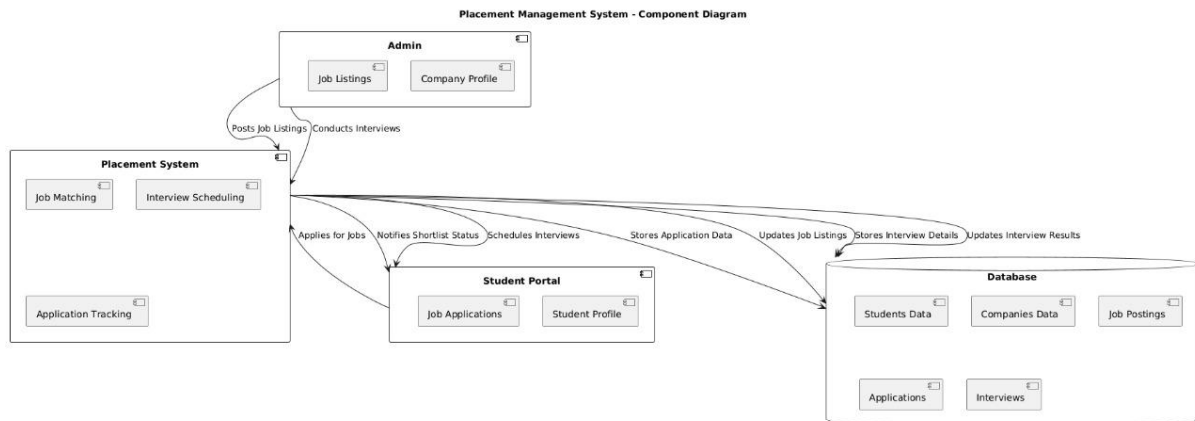 Placement Management System - Component Diagram
Admin
Job Listings
Company Profile
Posts Job Listings
Conducts Interviews
Placement System
Job Matching
Interview Scheduling
Application Tracking
Applies for Jobs
Notifies Shortlist Status
Schedules Interviews
Stores Application Data
Updates Job Listings
Stores Interview Details
Updates Interview Results
Student Portal
Job Applications
Student Profile
Database
Students Data
Companies Data
Job Postings
Applications
Interviews